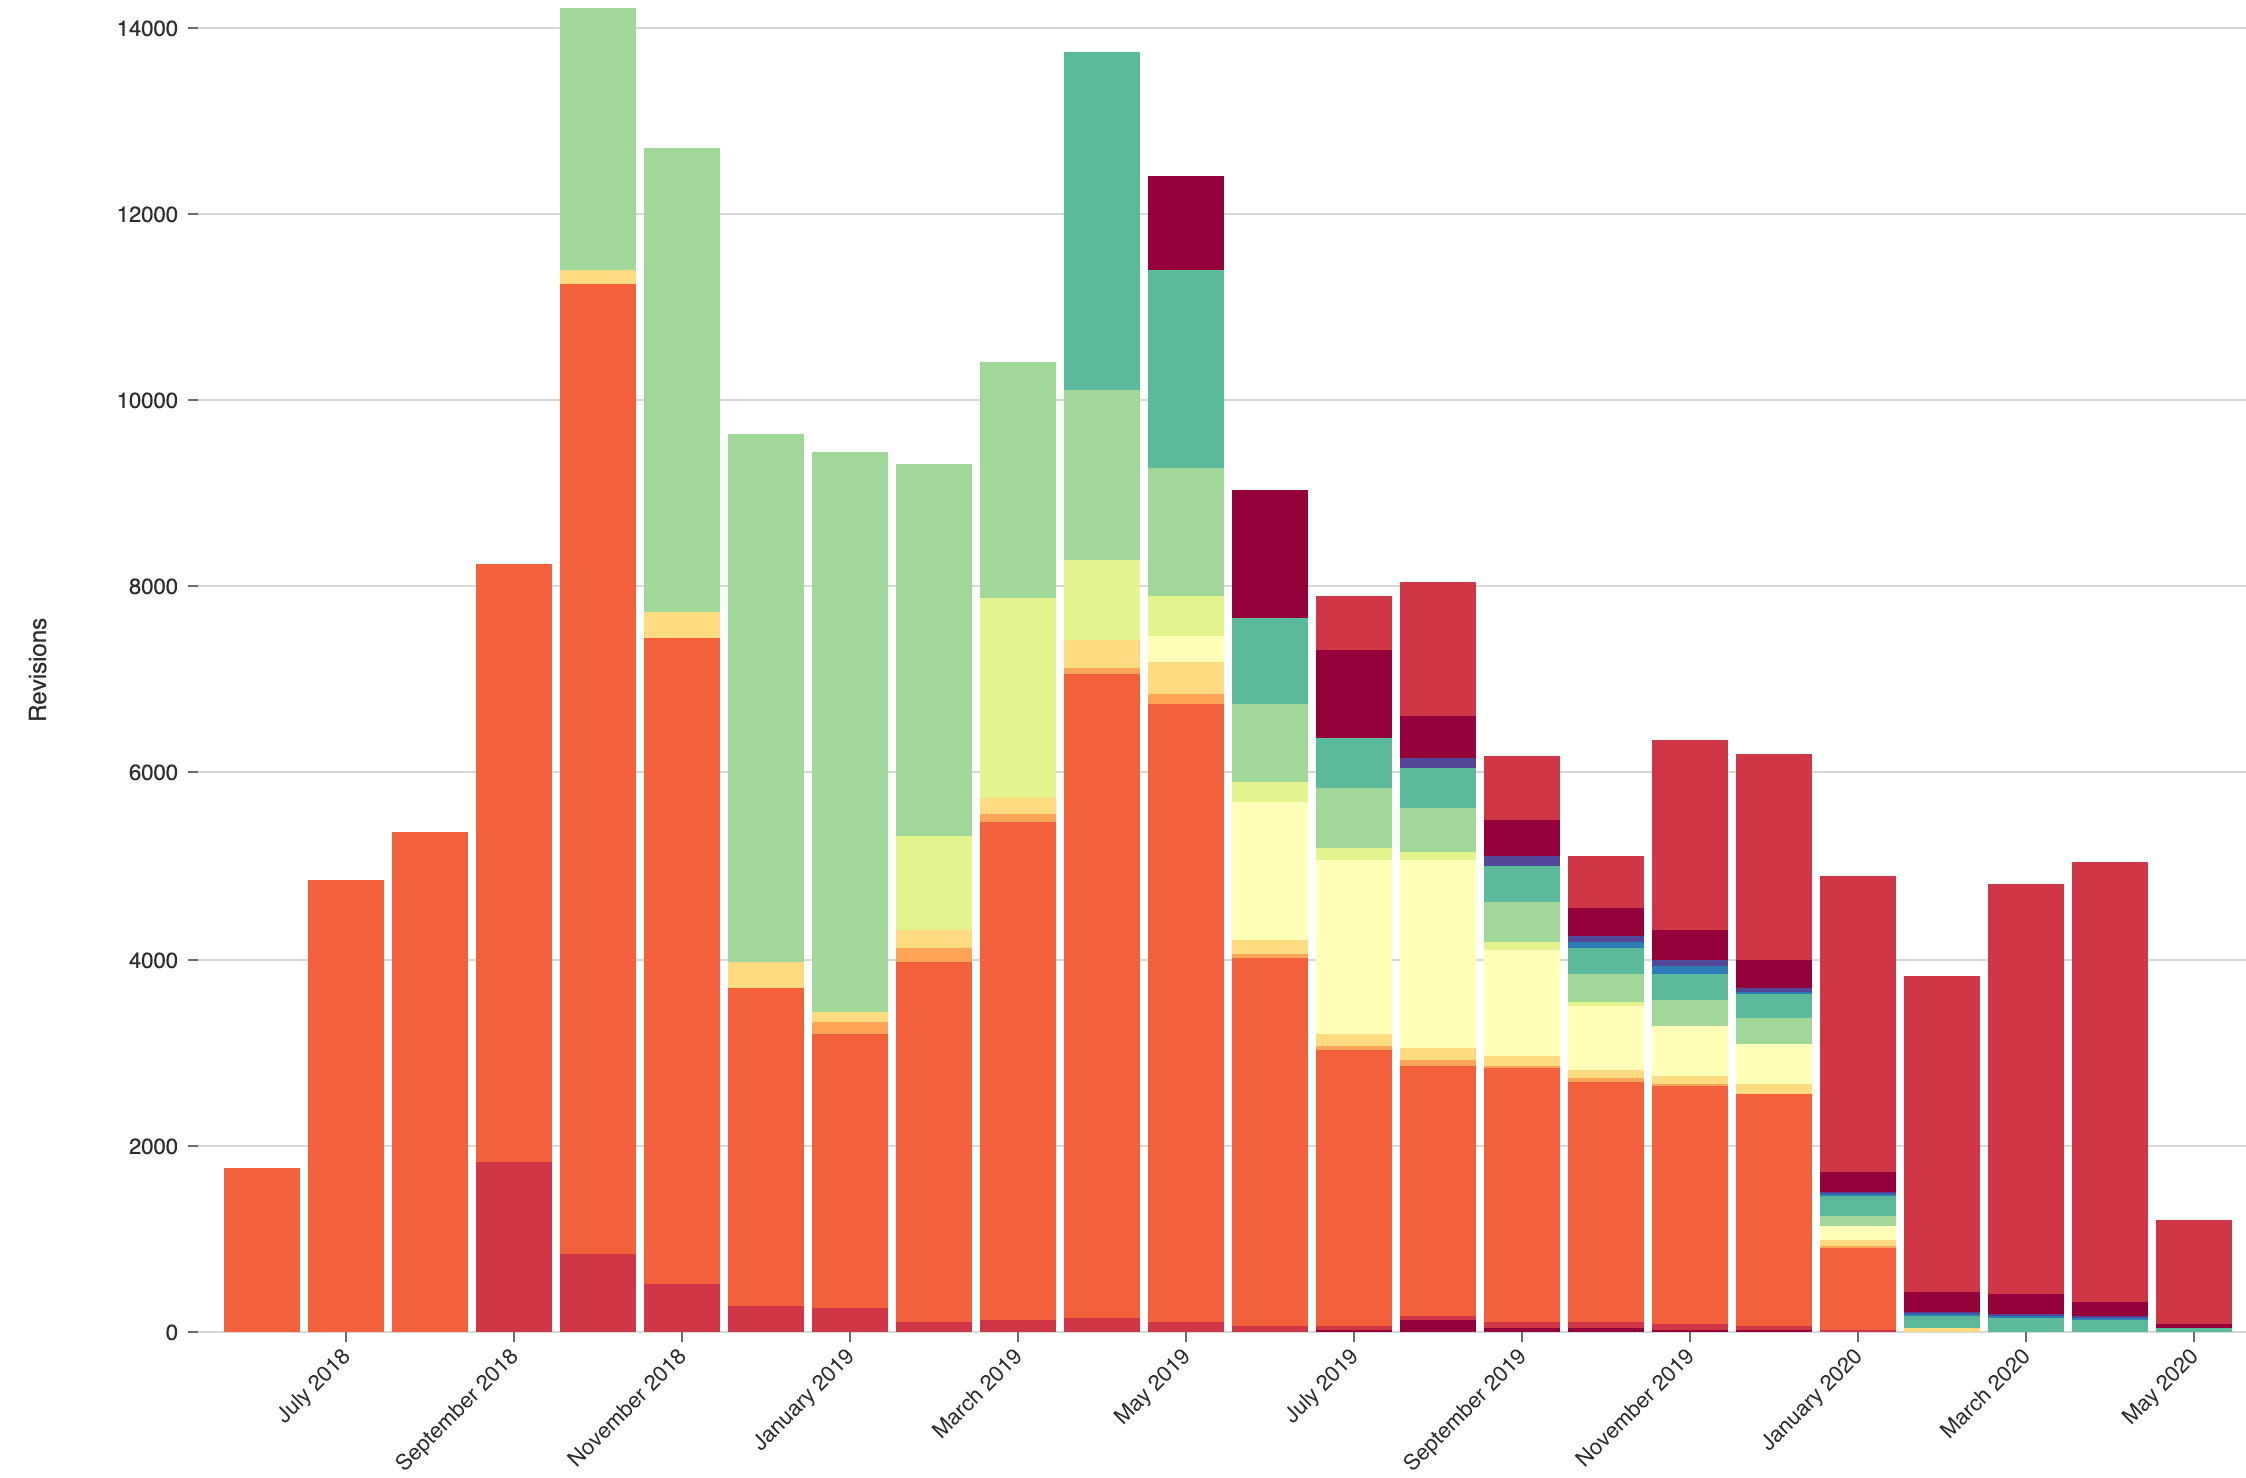 14000
12000
10000
8000
6000
4000
2000
0
Revisions
July 2018
September 2018
November 2018
January 2019
March 2019
May 2019
July 2019
September 2019
November 2019
January 2020
March 2020
May 2020